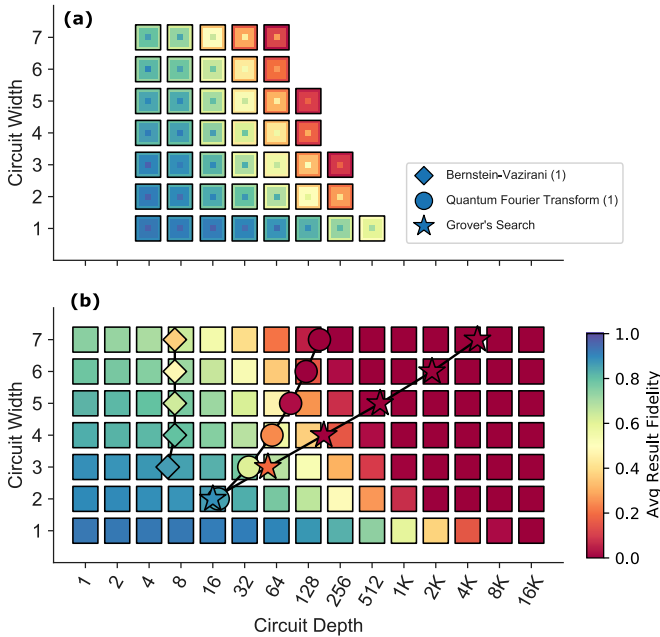 (a)
7
6
5
4
3
2
1
Circuit Width
Bernstein-Vazirani (1)
Quantum Fourier Transform (1)
Grover's Search
(b)
7
6
5
4
3
2
1
Circuit Width
1 2 4 8 16 32 64 128 256 512 1K 2K 4K 8K 16K
Circuit Depth
1.0
0.8
0.6
0.4
0.2
0.0
Avg Result Fidelity